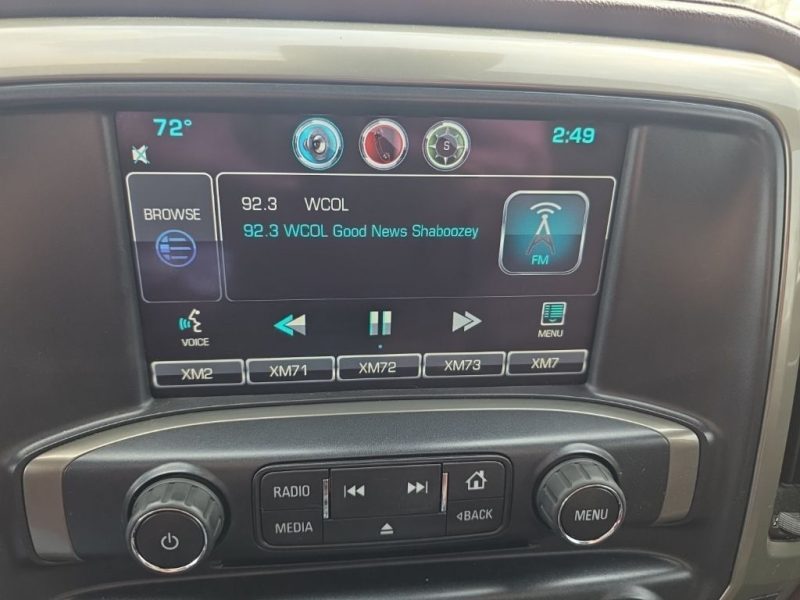 72°
S
2:49
BROWSE
92.3 WCOL
92.3 WCOL Good News Shaboozey
FM
VOICE
MENU
XM2 XM71 XM72 XM73 XM7
RADIO
MEDIA
BACK
MENU